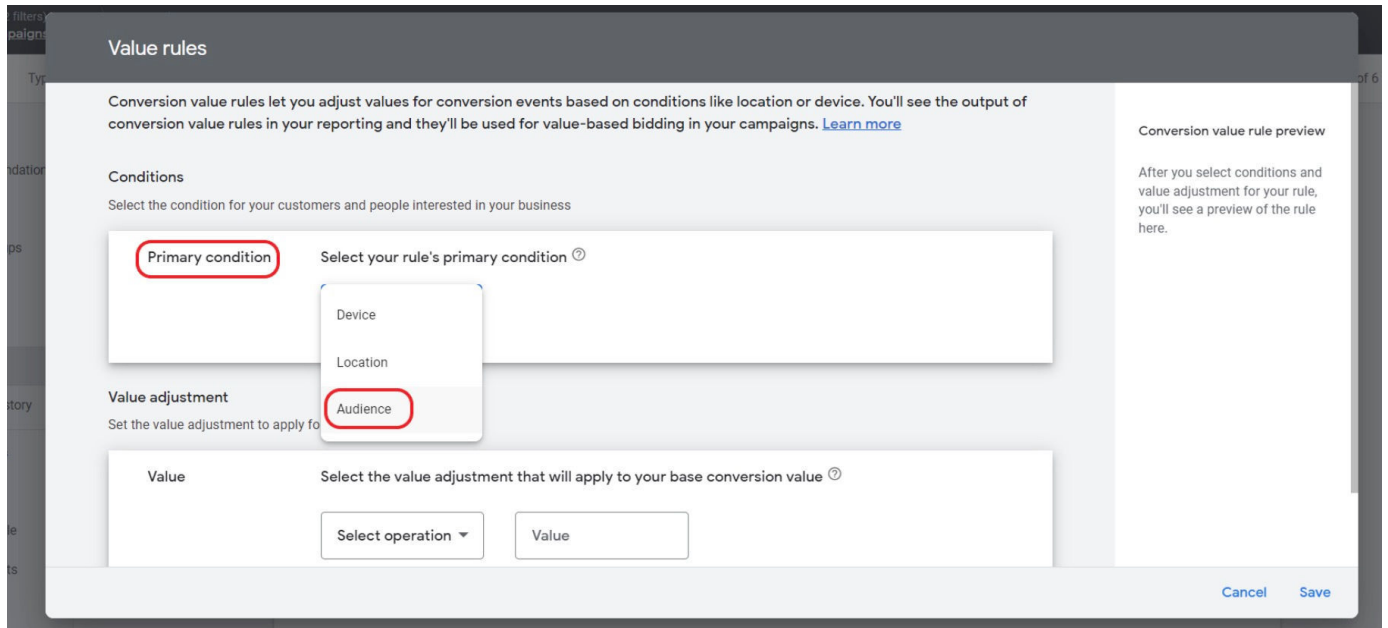 filters)
Value rules
of 6
Conversion value rules let you adjust values for conversion events based on conditions like location or device. You'll see the output of
conversion value rules in your reporting and they'll be used for value-based bidding in your campaigns. Learn more
Conversion value rule preview
After you select conditions and
value adjustment for your rule,
you'll see a preview of the rule
here.
Conditions
Select the condition for your customers and people interested in your business
Primary condition
Select your rule's primary condition
Device
Location
Audience
Value adjustment
Set the value adjustment to apply fo
Value
Select the value adjustment that will apply to your base conversion value
Select operation
Value
Cancel
Save